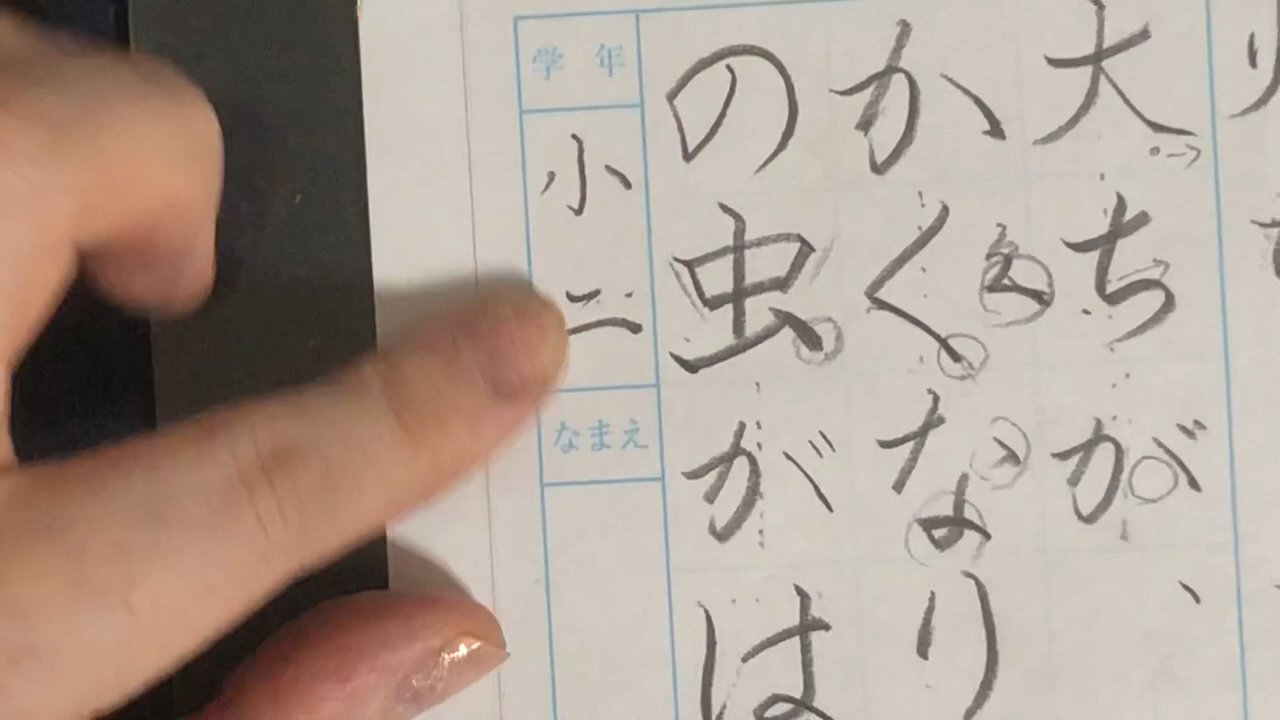 大ちが、
かくなり
の虫がは
学年
小二
なまえ